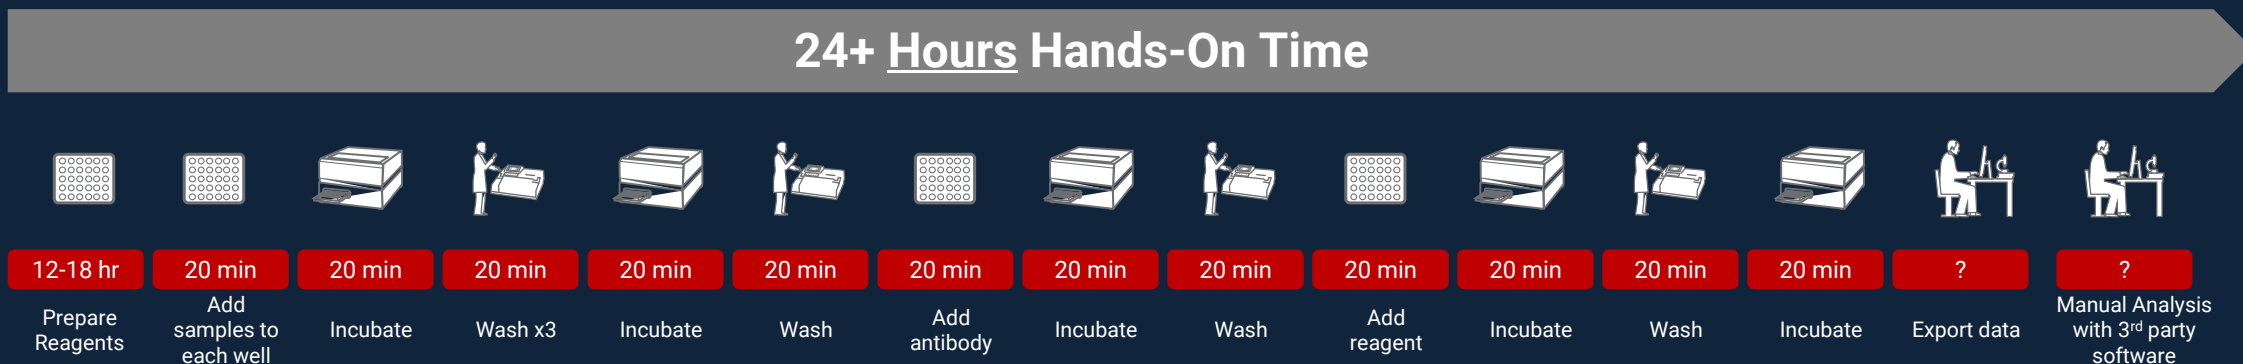 24+ Hours Hands-On Time
12-18 hr
20 min
20 min
20 min
20 min
20 min
20 min
20 min
20 min
20 min
20 min
20 min
20 min
?
?
Prepare
Reagents
Add
samples to
each well
Incubate
Wash x3
Incubate
Wash
Add
antibody
Incubate
Wash
Add
reagent
Incubate
Wash
Incubate
Export data
Manual Analysis
with 3rd party
software